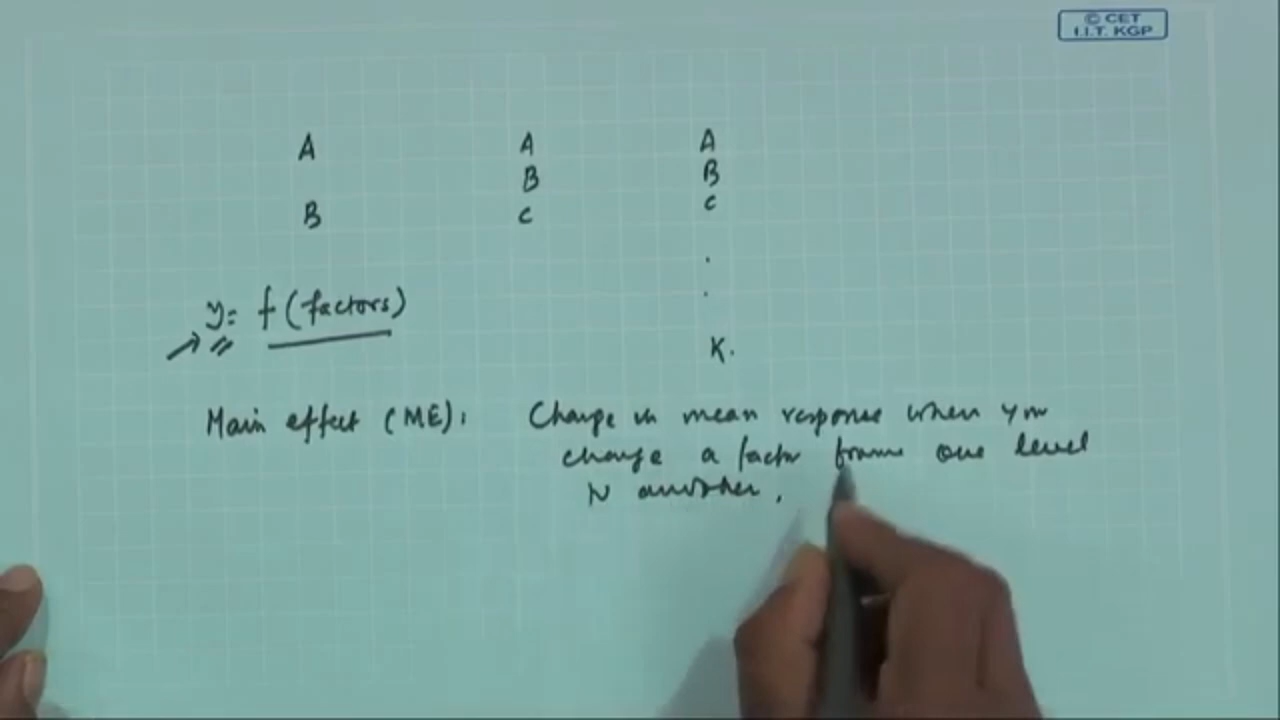 © CET
I.I.T. KGP
A A A
B B
B C C
.
.
y = f (factors)
K.
Main effect (ME): Change in mean response when you
change a factor from one level
to another.